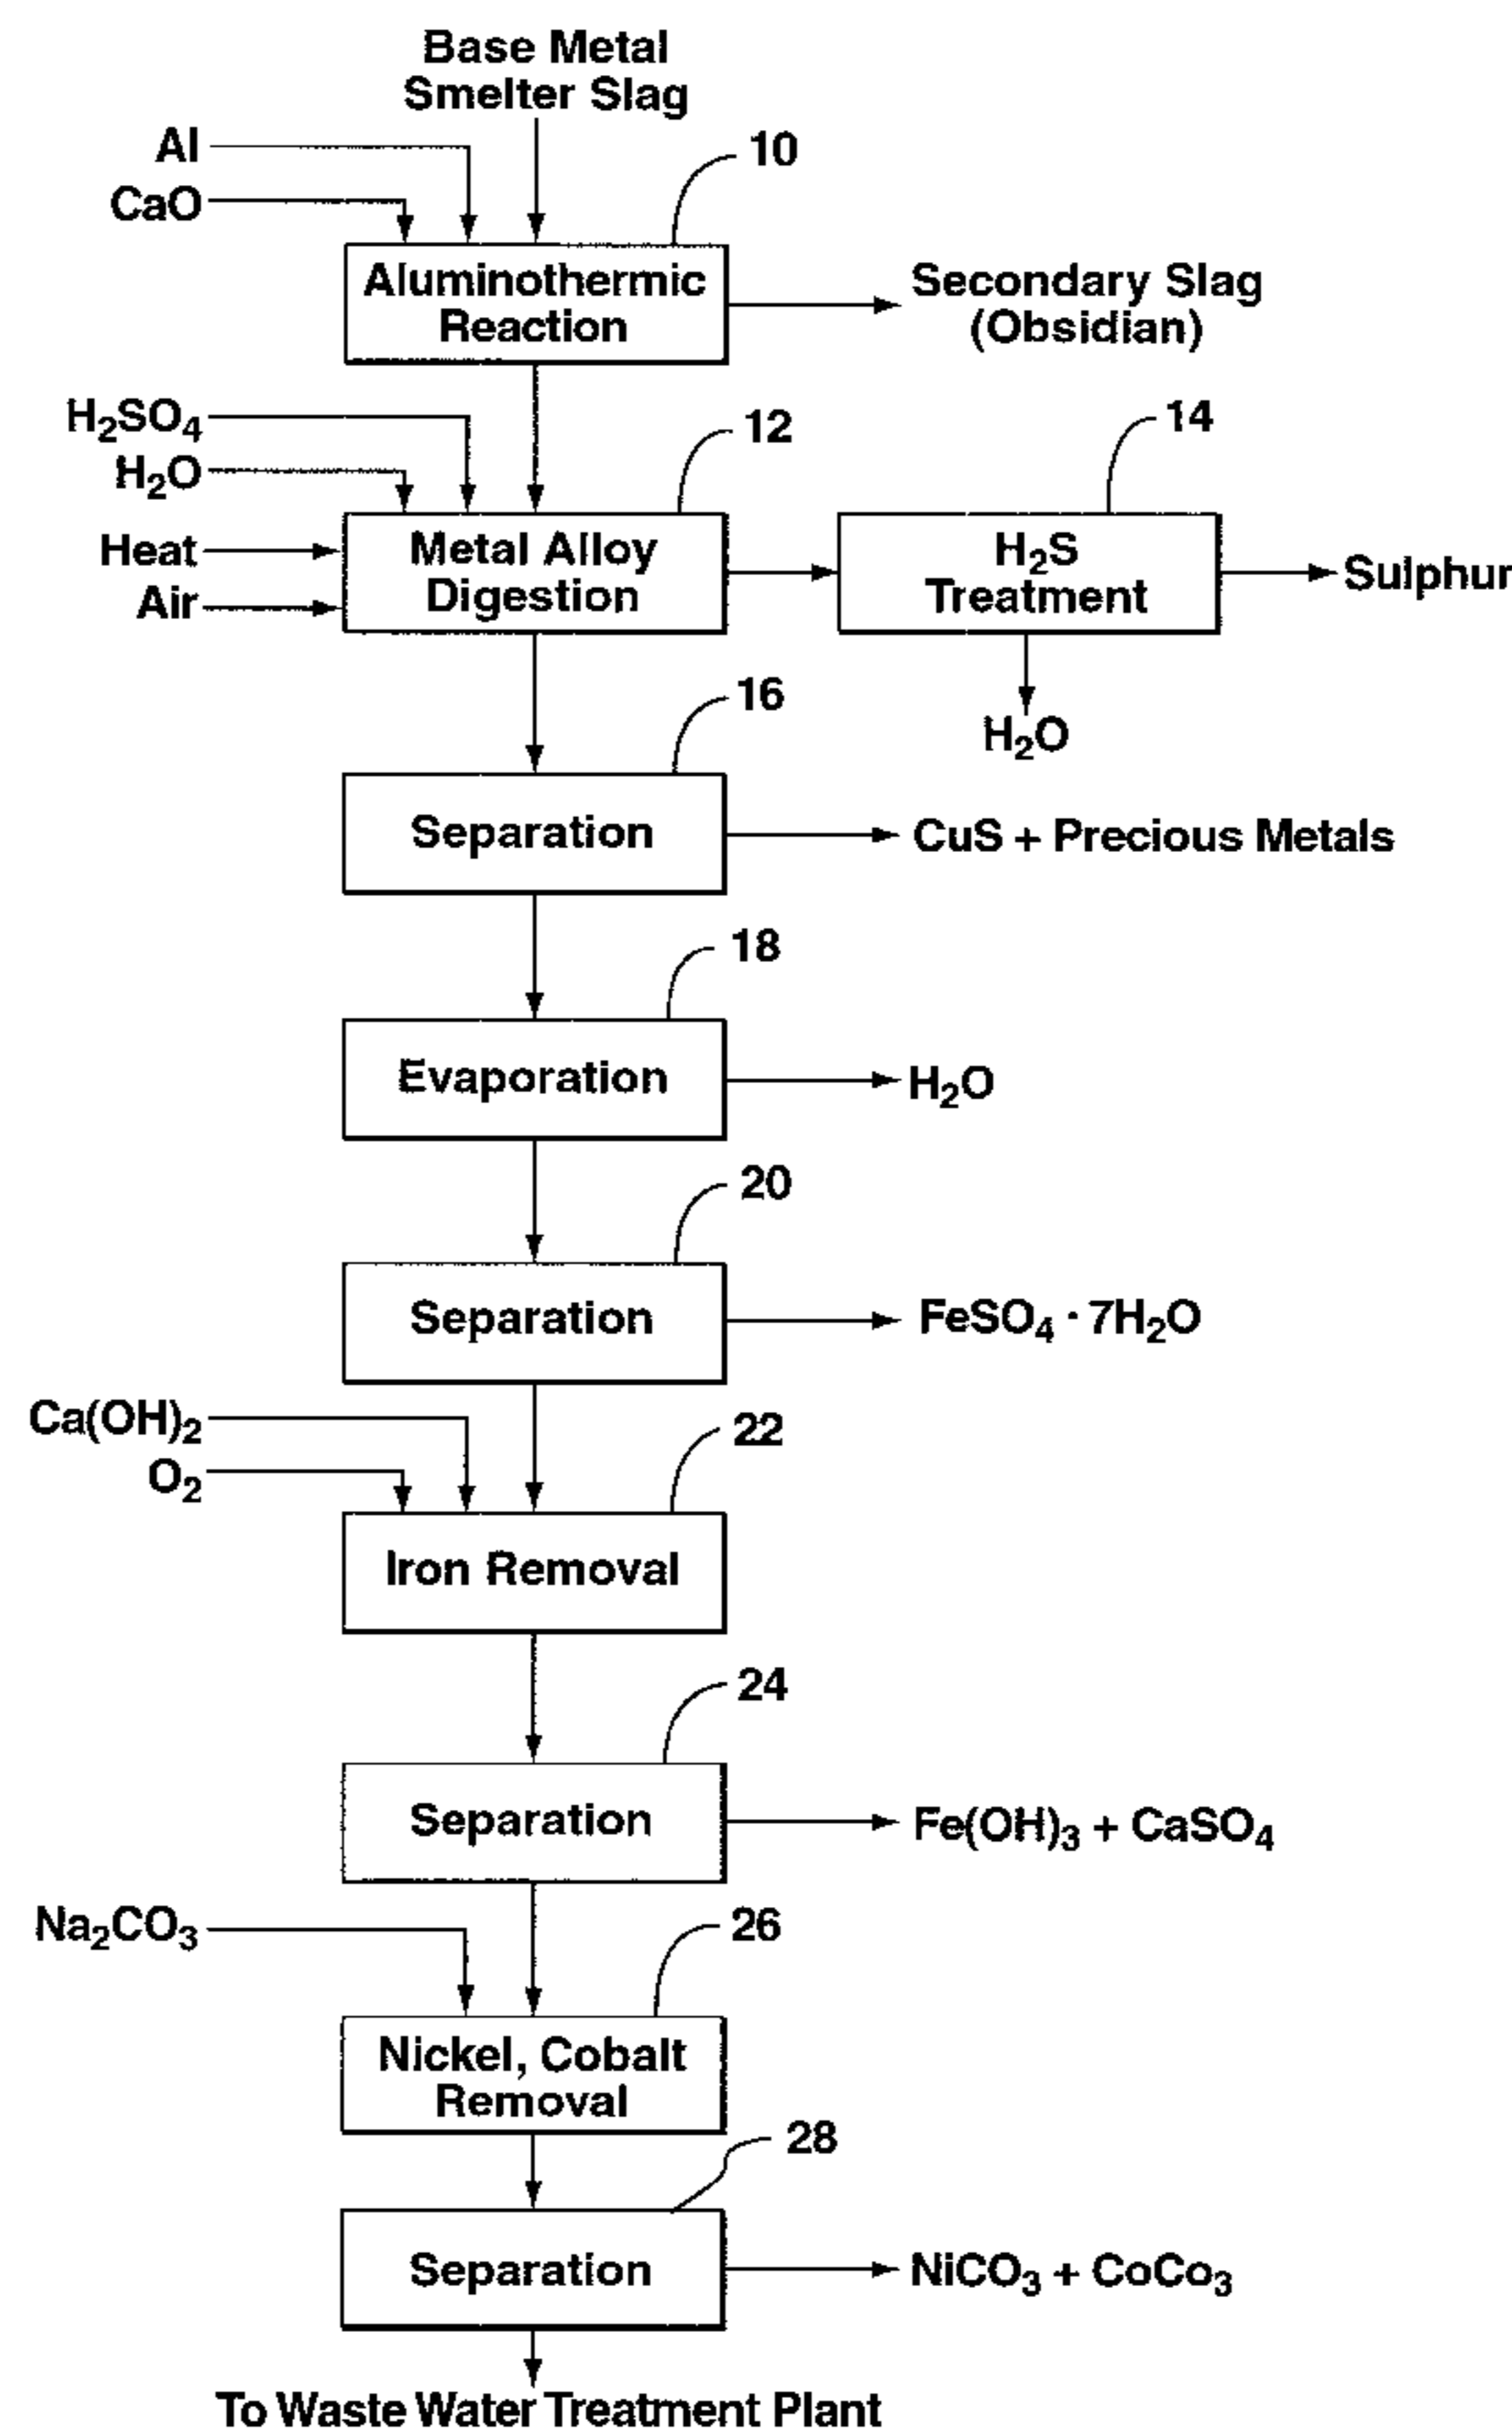 Base Metal
Smelter Slag
Al
CaO
10
Aluminothermic
Reaction
Secondary Slag
(Obsidian)
H₂SO₄
H₂O
Heat
Air
12
Metal Alloy
Digestion
14
H₂S
Treatment
Sulphur
H₂O
16
Separation
CuS + Precious Metals
18
Evaporation
H₂O
20
Separation
FeSO₄ · 7H₂O
Ca(OH)₂
O₂
22
Iron Removal
24
Separation
Fe(OH)₃ + CaSO₄
Na₂CO₃
26
Nickel, Cobalt
Removal
28
Separation
NiCO₃ + CoCo₃
To Waste Water Treatment Plant